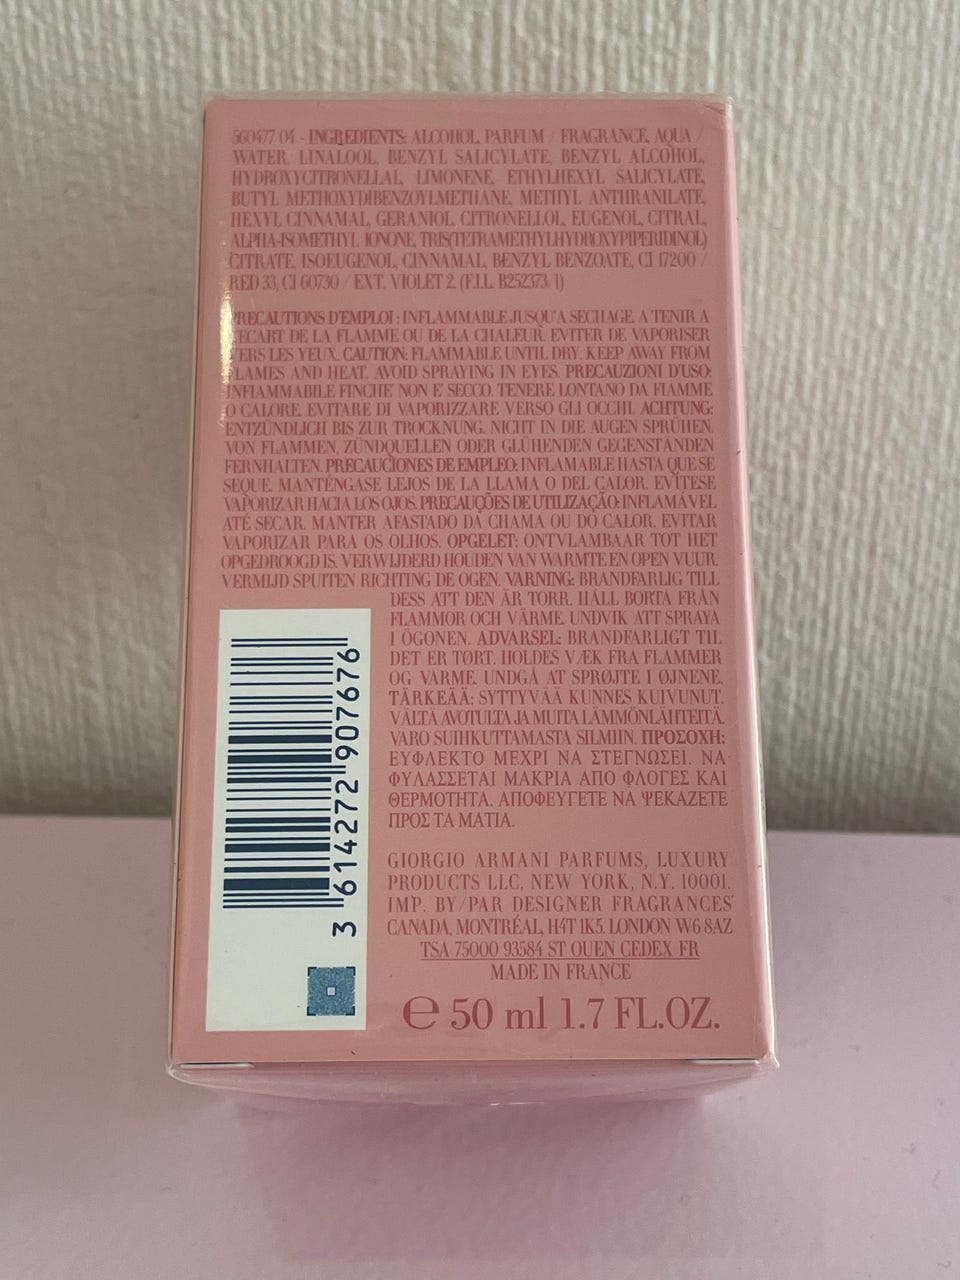 560477 04 - INGREDIENTS: ALCOHOL, PARFUM / FRAGRANCE, AQUA /
WATER, LINALOOL, BENZYL SALICYLATE, BENZYL ALCOHOL,
HYDROXYCITRONELLAL, LIMONENE, ETHYLHEXYL SALICYLATE,
BUTYL METHOXYDIBENZOYLMETHANE, METHYL ANTHRANILATE,
HEXYL CINNAMAL, GERANIOL, CITRONELLOL, EUGENOL, CITRAL,
ALPHA-ISOMETHYL IONONE, TRIS(TETRAMETHYLHYDROXYPIPERIDINOL)
CITRATE, ISOEUGENOL, CINNAMAL, BENZYL BENZOATE, CI 17200 /
RED 33, CI 60730 / EXT. VIOLET 2. (F.I.L. B252373/1)
PRECAUTIONS D'EMPLOI : INFLAMMABLE JUSQU'A SECHAGE. A TENIR A
L'ECART DE LA FLAMME OU DE LA CHALEUR. EVITER DE VAPORISER
VERS LES YEUX. CAUTION: FLAMMABLE UNTIL DRY. KEEP AWAY FROM
FLAMES AND HEAT. AVOID SPRAYING IN EYES. PRECAUZIONI D'USO:
INFIAMMABILE FINCHE' NON E' SECCO. TENERE LONTANO DA FIAMME
O CALORE. EVITARE DI VAPORIZZARE VERSO GLI OCCHI. ACHTUNG:
ENTZÜNDLICH BIS ZUR TROCKNUNG. NICHT IN DIE AUGEN SPRÜHEN.
VON FLAMMEN, ZÜNDQUELLEN ODER GLÜHENDEN GEGENSTÄNDEN
FERNHALTEN. PRECAUCIONES DE EMPLEO: INFLAMABLE HASTA QUE SE
SEQUE. MANTÉNGASE LEJOS DE LA LLAMA O DEL CALOR. EVÍTESE
VAPORIZAR HACIA LOS OJOS. PRECAUÇÕES DE UTILIZAÇÃO: INFLAMÁVEL
ATÉ SECAR. MANTER AFASTADO DA CHAMA OU DO CALOR. EVITAR
VAPORIZAR PARA OS OLHOS. OPGELET: ONTVLAMBAAR TOT HET
OPGEDROOGD IS. VERWIJDERD HOUDEN VAN WARMTE EN OPEN VUUR.
VERMIJD SPUITEN RICHTING DE OGEN. VARNING: BRANDFARLIG TILL
DESS ATT DEN ÄR TORR. HÅLL BORTA FRÅN
FLAMMOR OCH VÄRME. UNDVIK ATT SPRAYA
I ÖGONEN. ADVARSEL: BRANDFARLIGT TIL
DET ER TØRT. HOLDES VÆK FRA FLAMMER
OG VARME. UNDGÅ AT SPRØJTE I ØJNENE.
TÄRKEÄÄ: SYTTYVÄÄ KUNNES KUIVUNUT.
VÄLTÄ AVOTULTA JA MUITA LÄMMÖNLÄHTEITÄ.
VARO SUIHKUTTAMASTA SILMIIN. ΠΡΟΣΟΧΗ:
ΕΥΦΛΕΚΤΟ ΜΕΧΡΙ ΝΑ ΣΤΕΓΝΩΣΕΙ. ΝΑ
ΦΥΛΑΣΣΕΤΑΙ ΜΑΚΡΙΑ ΑΠΟ ΦΛΟΓΕΣ ΚΑΙ
ΘΕΡΜΟΤΗΤΑ. ΑΠΟΦΕΥΓΕΤΕ ΝΑ ΨΕΚΑΖΕΤΕ
ΠΡΟΣ ΤΑ ΜΑΤΙΑ.
3 614272 907676
GIORGIO ARMANI PARFUMS, LUXURY
PRODUCTS LLC, NEW YORK, N.Y. 10001.
IMP. BY/PAR DESIGNER FRAGRANCES
CANADA, MONTRÉAL, H4T 1K5. LONDON W6 8AZ
TSA 75000 93584 ST OUEN CEDEX FR
MADE IN FRANCE
℮ 50 ml 1.7 FL.OZ.